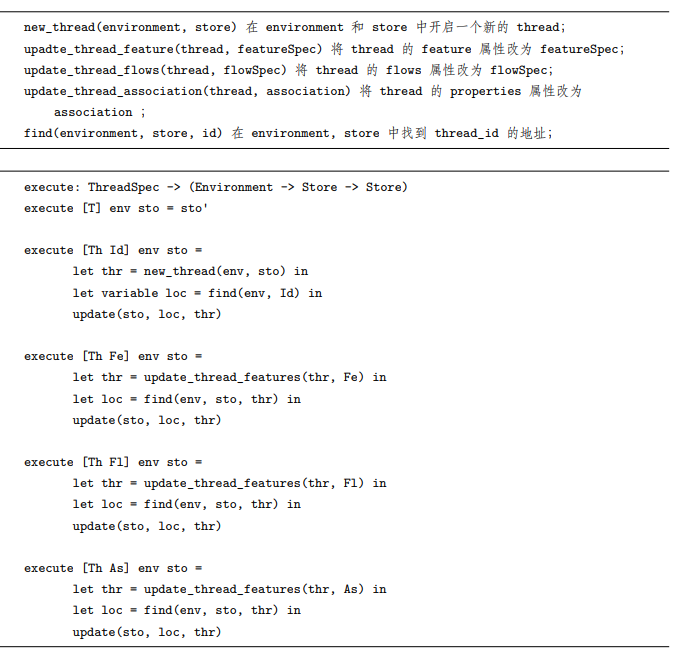 new_thread(environment, store) 在 environment 和 store 中开启一个新的 thread;
upadte_thread_feature(thread, featureSpec) 将 thread 的 feature 属性改为 featureSpec;
update_thread_flows(thread, flowSpec) 将 thread 的 flows 属性改为 flowSpec;
update_thread_association(thread, association) 将 thread 的 properties 属性改为
association ;
find(environment, store, id) 在 environment, store 中找到 thread_id 的地址;
execute: ThreadSpec -> (Environment -> Store -> Store)
execute [T] env sto = sto'
execute [Th Id] env sto =
let thr = new_thread(env, sto) in
let variable loc = find(env, Id) in
update(sto, loc, thr)
execute [Th Fe] env sto =
let thr = update_thread_features(thr, Fe) in
let loc = find(env, sto, thr) in
update(sto, loc, thr)
execute [Th Fl] env sto =
let thr = update_thread_features(thr, Fl) in
let loc = find(env, sto, thr) in
update(sto, loc, thr)
execute [Th As] env sto =
let thr = update_thread_features(thr, As) in
let loc = find(env, sto, thr) in
update(sto, loc, thr)